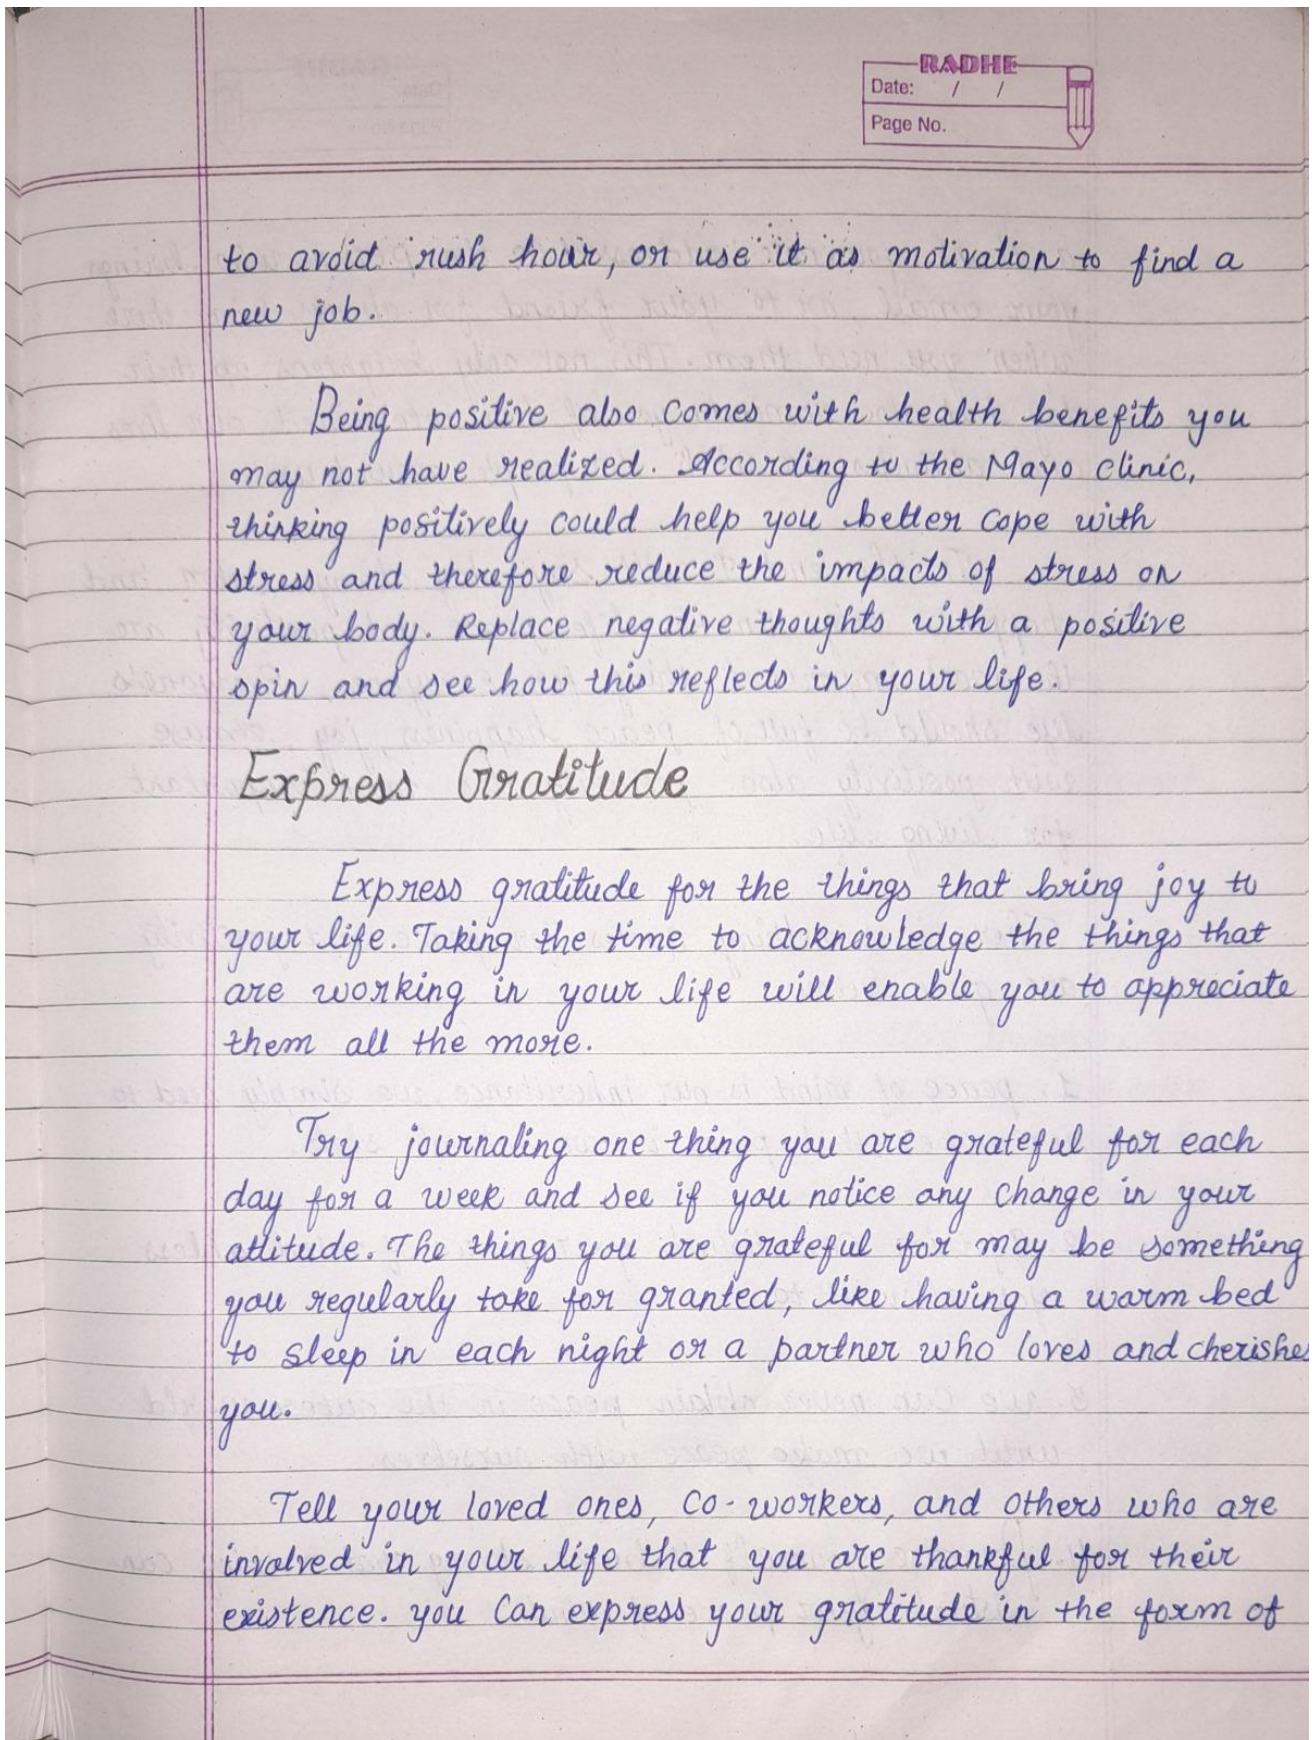 RADHE
Date: / /
Page No.
to avoid rush hour, or use it as motivation to find a
new job.
Being positive also comes with health benefits you
may not have realized. According to the Mayo clinic,
thinking positively could help you better cope with
stress and therefore reduce the impacts of stress on
your body. Replace negative thoughts with a positive
spin and see how this reflects in your life.
Express Gratitude
Express gratitude for the things that bring joy to
your life. Taking the time to acknowledge the things that
are working in your life will enable you to appreciate
them all the more.
Try journaling one thing you are grateful for each
day for a week and see if you notice any change in your
attitude. The things you are grateful for may be something
you regularly take for granted, like having a warm bed
to sleep in each night or a partner who loves and cherishes
you.
Tell your loved ones, co-workers, and others who are
involved in your life that you are thankful for their
existence. you can express your gratitude in the form of